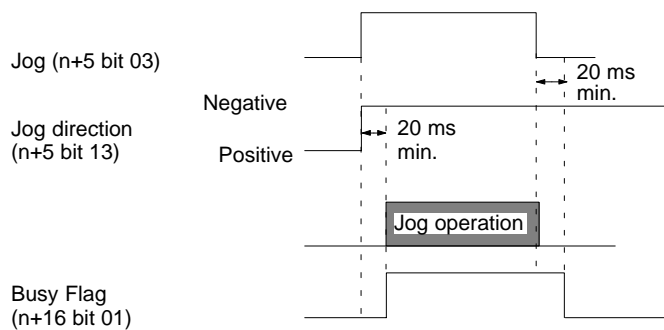 Jog (n+5 bit 03)
20 ms
min.
Negative
Jog direction
(n+5 bit 13)
20 ms
min.
Positive
Jog operation
Busy Flag
(n+16 bit 01)